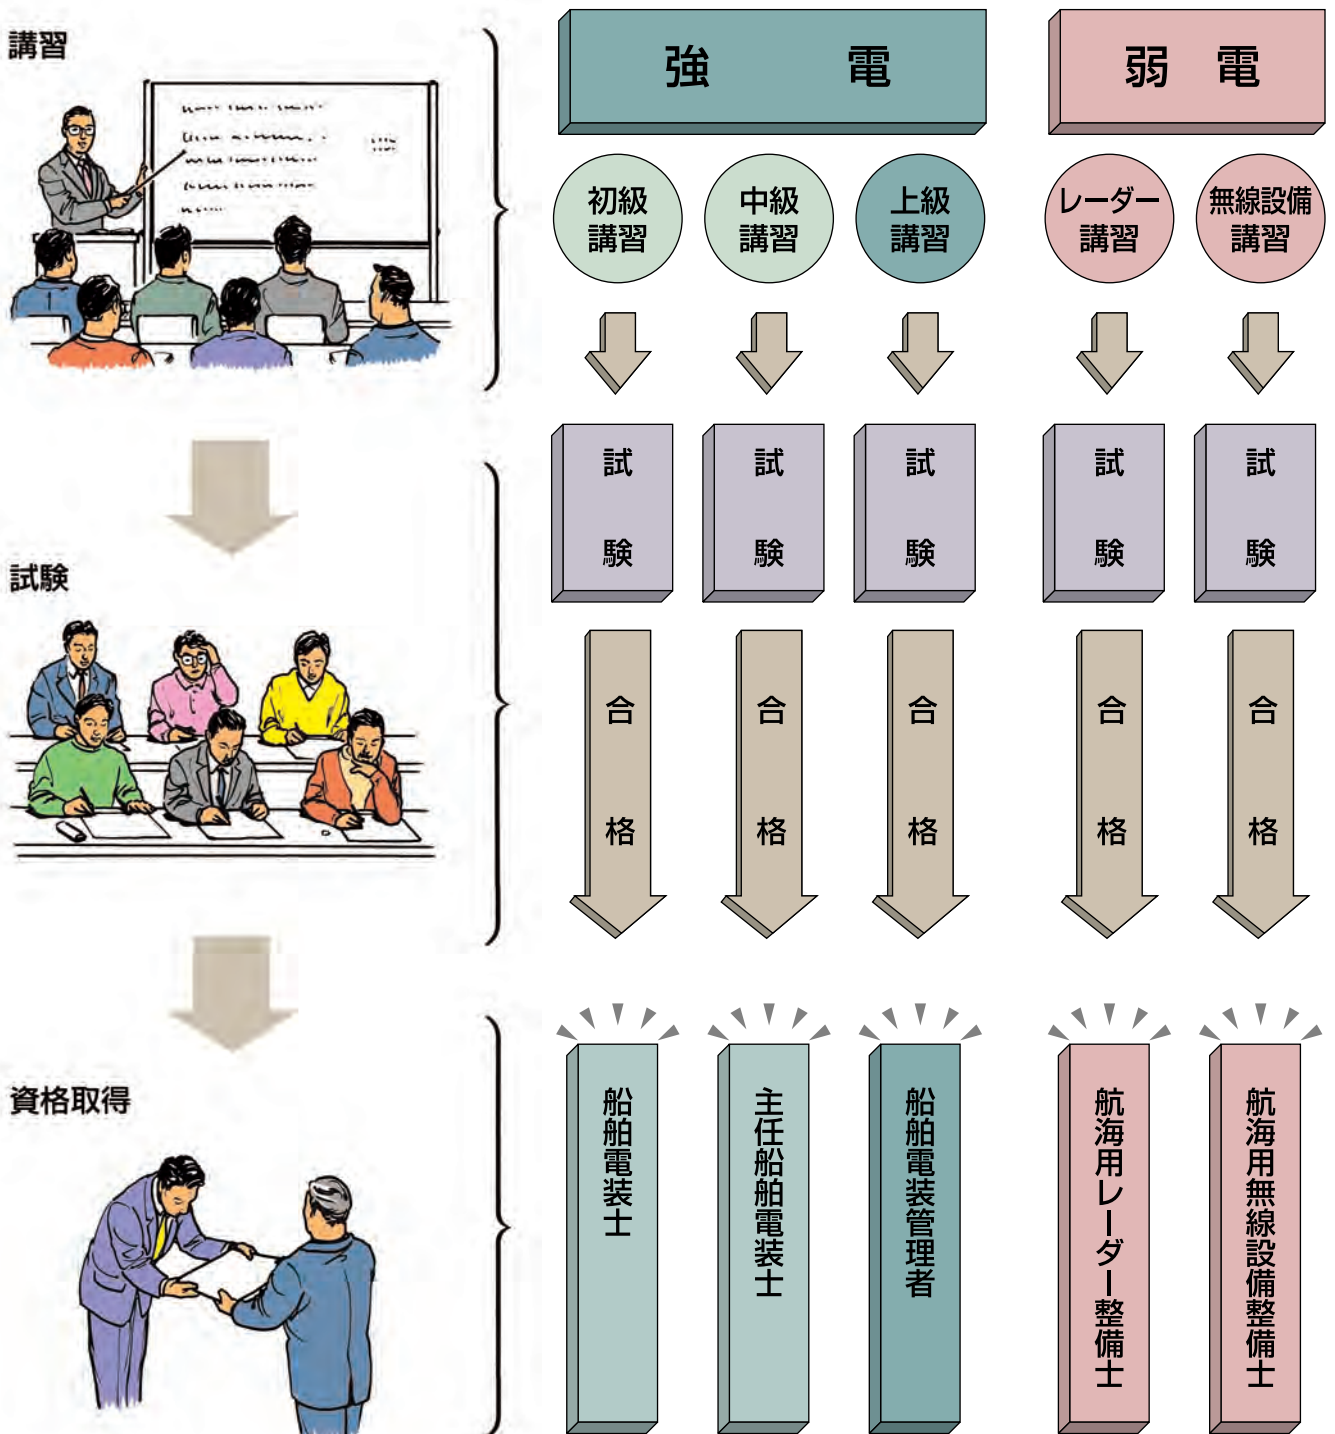 講習
強電
弱電
初級
講習
中級
講習
上級
講習
レーダー
講習
無線設備
講習
試験
試験
試験
試験
試験
試験
合格
合格
合格
合格
合格
資格取得
船舶電装士
主任船舶電装士
船舶電装管理者
航海用レーダー整備士
航海用無線設備整備士